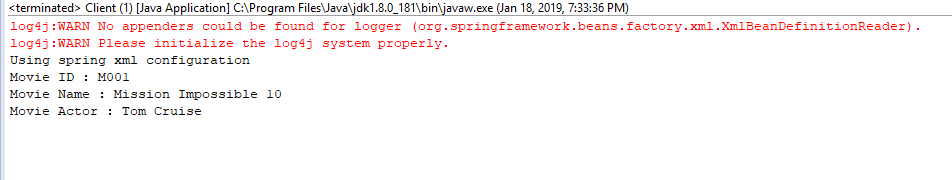 <terminated> Client (1) [Java Application] C:\Program Files\Java\jdk1.8.0_181\bin\javaw.exe (Jan 18, 2019, 7:33:36 PM)
log4j:WARN No appenders could be found for logger (org.springframework.beans.factory.xml.XmlBeanDefinitionReader).
log4j:WARN Please initialize the log4j system properly.
Using spring xml configuration
Movie ID : M001
Movie Name : Mission Impossible 10
Movie Actor : Tom Cruise